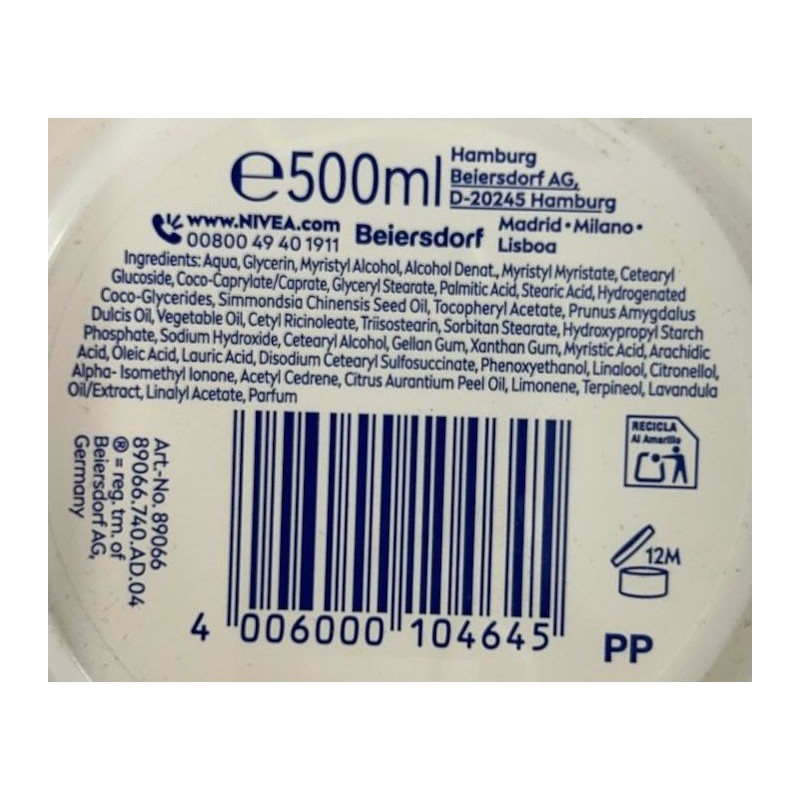 ℮500ml
Hamburg
Beiersdorf AG,
D-20245 Hamburg
www.NIVEA.com
00800 49 40 1911
Beiersdorf
Madrid • Milano •
Lisboa
Ingredients: Aqua, Glycerin, Myristyl Alcohol, Alcohol Denat., Myristyl Myristate, Cetearyl
Glucoside, Coco-Caprylate/Caprate, Glyceryl Stearate, Palmitic Acid, Stearic Acid, Hydrogenated
Coco-Glycerides, Simmondsia Chinensis Seed Oil, Tocopheryl Acetate, Prunus Amygdalus
Dulcis Oil, Vegetable Oil, Cetyl Ricinoleate, Triisostearin, Sorbitan Stearate, Hydroxypropyl Starch
Phosphate, Sodium Hydroxide, Cetearyl Alcohol, Gellan Gum, Xanthan Gum, Myristic Acid, Arachidic
Acid, Oleic Acid, Lauric Acid, Disodium Cetearyl Sulfosuccinate, Phenoxyethanol, Linalool, Citronellol,
Alpha- Isomethyl Ionone, Acetyl Cedrene, Citrus Aurantium Peel Oil, Limonene, Terpineol, Lavandula
Oil/Extract, Linalyl Acetate, Parfum
Art.-No. 89066
89066.740.AD.04
® = reg. tm. of
Beiersdorf AG,
Germany
RECICLA
Al Amarillo
12M
4 006000 104645
PP